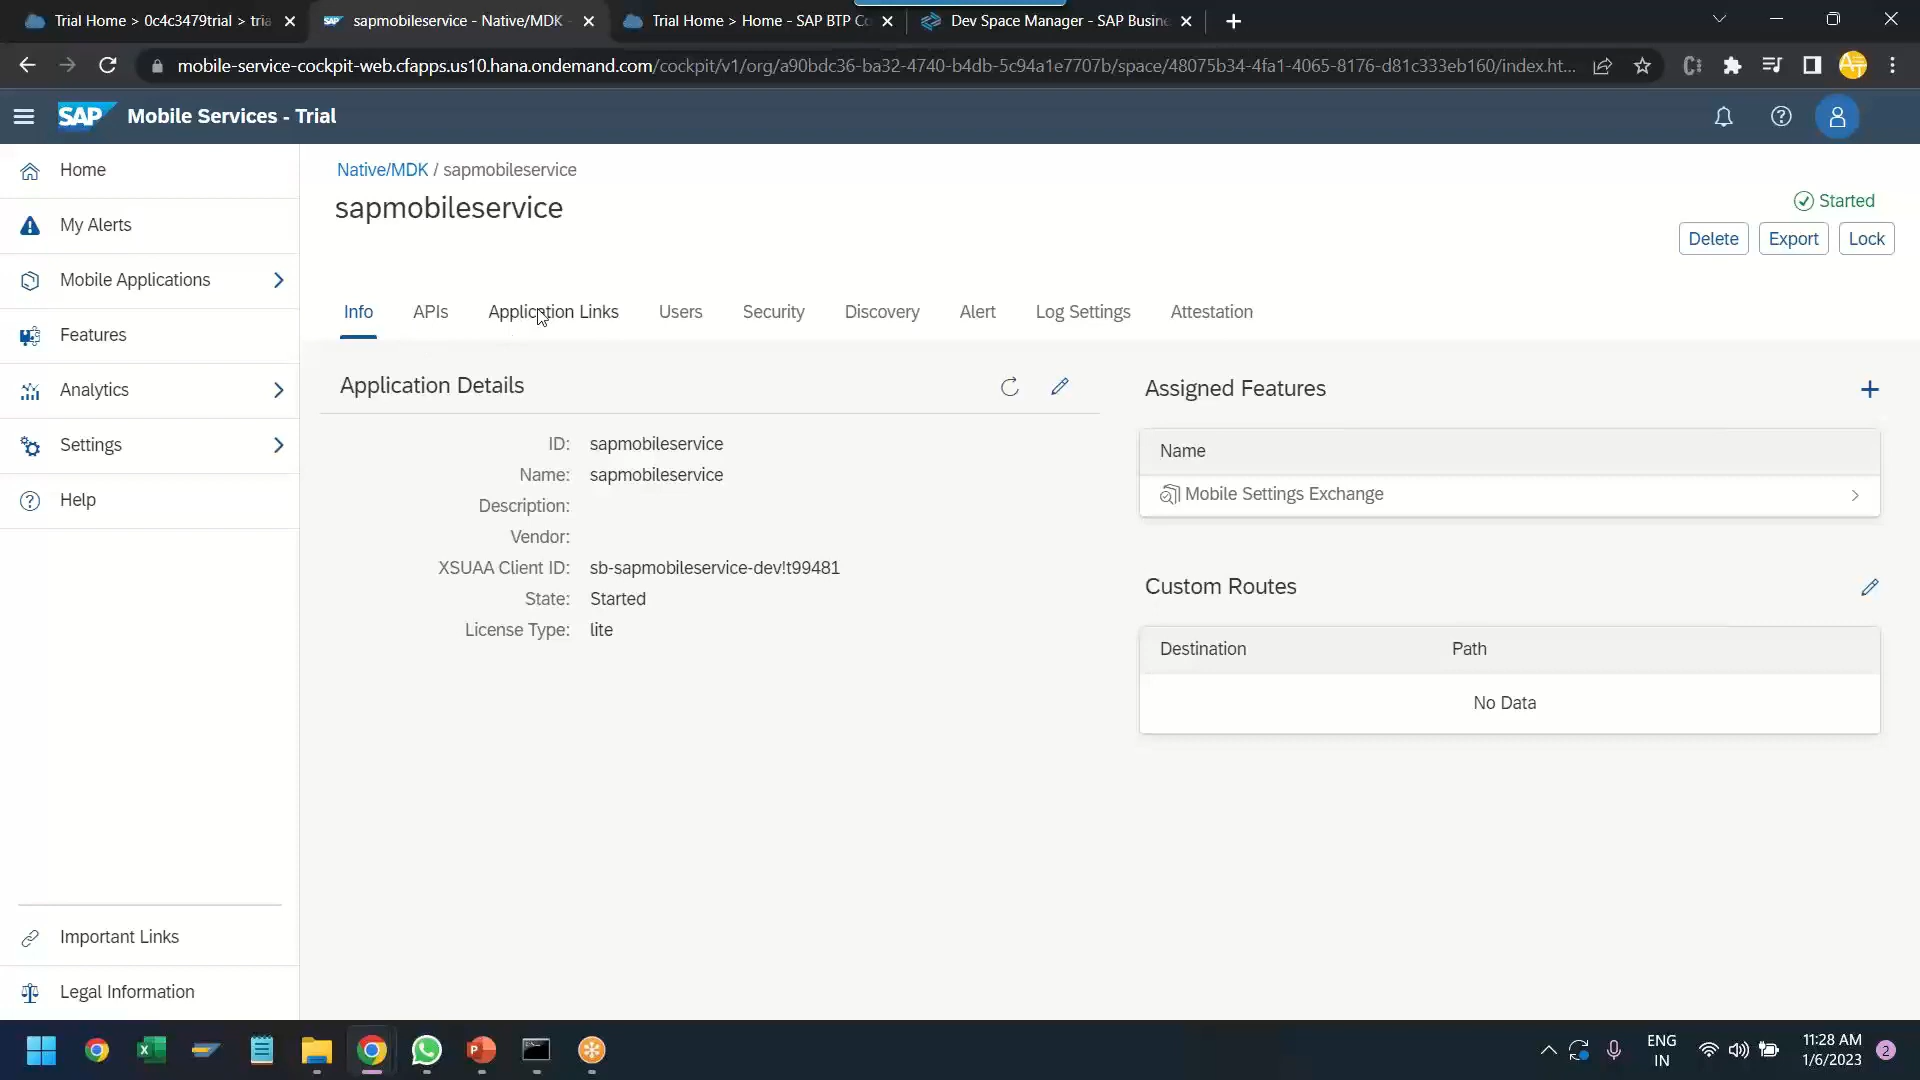 Trial Home > 0c4c3479trial > tria
sapmobileservice - Native/MDK -
Trial Home > Home - SAP BTP Co
Dev Space Manager - SAP Busine
mobile-service-cockpit-web.cfapps.us10.hana.ondemand.com/cockpit/v1/org/a90bdc36-ba32-4740-b4db-5c94a1e7707b/space/48075b34-4fa1-4065-8176-d81c333eb160/index.ht...
SAP Mobile Services - Trial
Home
My Alerts
Mobile Applications
Features
Analytics
Settings
Help
Important Links
Legal Information
Native/MDK / sapmobileservice
sapmobileservice
Started
Delete Export Lock
Info APIs Application Links Users Security Discovery Alert Log Settings Attestation
Application Details
ID: sapmobileservice
Name: sapmobileservice
Description:
Vendor:
XSUAA Client ID: sb-sapmobileservice-dev!t99481
State: Started
License Type: lite
Assigned Features
Name
Mobile Settings Exchange
Custom Routes
Destination Path
No Data
ENG
IN
11:28 AM
1/6/2023
2